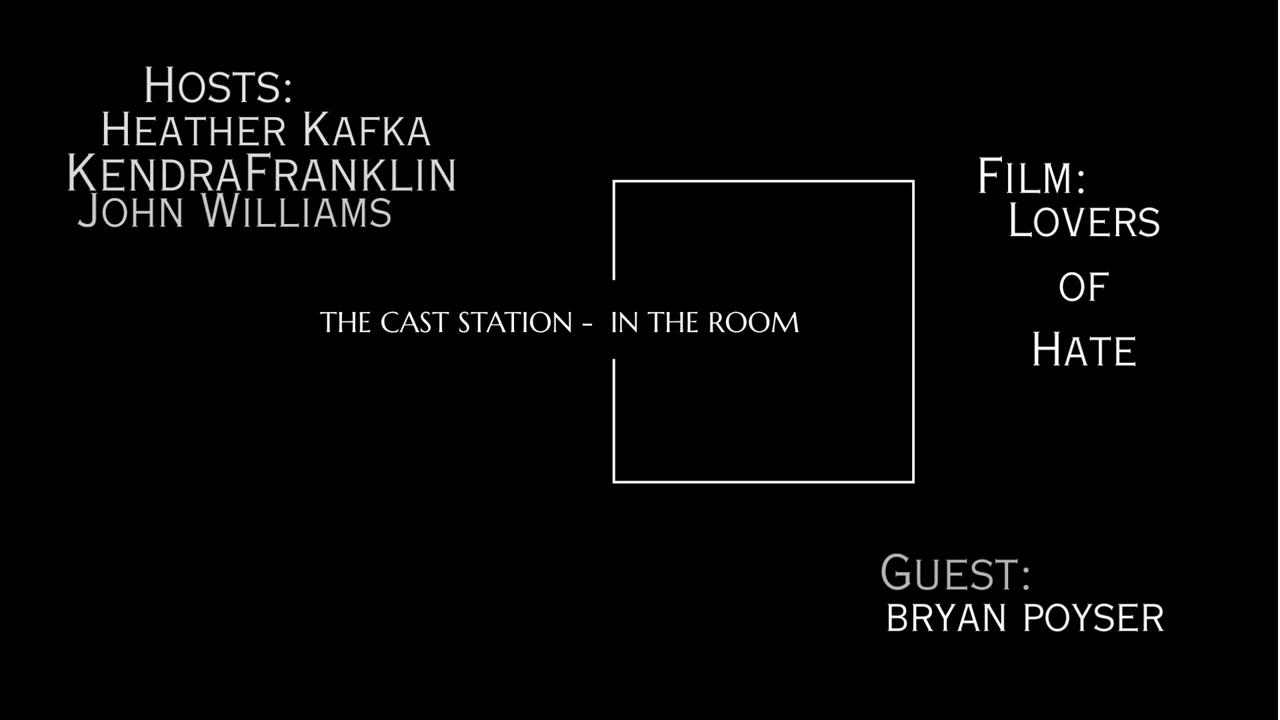 Hosts:
Heather Kafka
KendraFranklin
John Williams
THE CAST STATION - IN THE ROOM
Film:
Lovers
of
Hate
Guest:
BRYAN POYSER